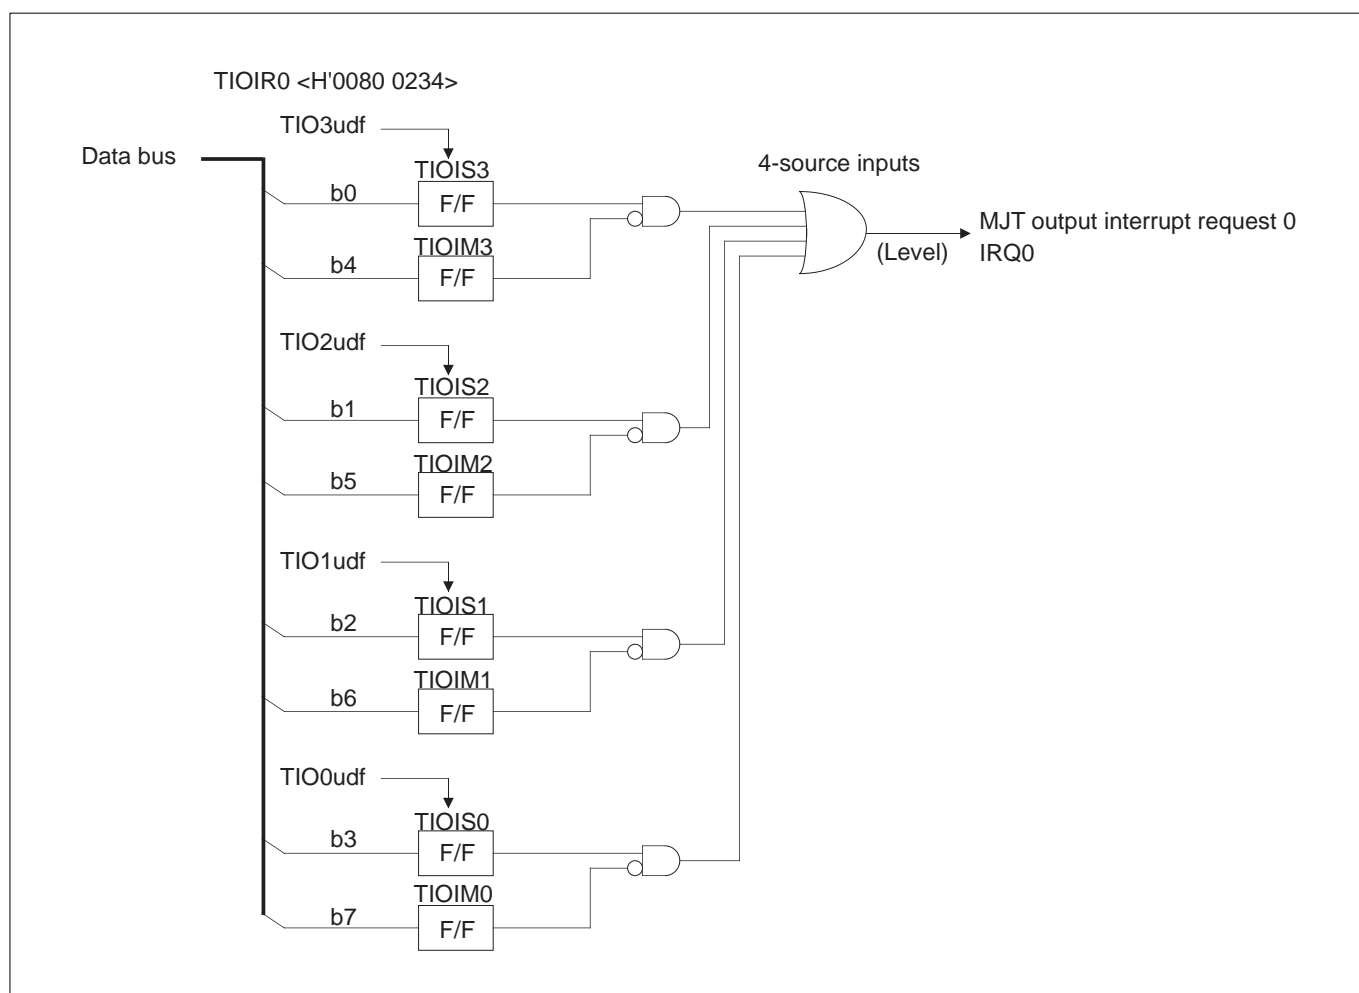 TIOIR0 <H'0080 0234>
TIO3udf
Data bus
TIOIS3
4-source inputs
b0
F/F
MJT output interrupt request 0
(Level)
IRQ0
TIOIM3
b4
F/F
TIO2udf
TIOIS2
b1
F/F
TIOIM2
b5
F/F
TIO1udf
TIOIS1
b2
F/F
TIOIM1
b6
F/F
TIO0udf
TIOIS0
b3
F/F
TIOIM0
b7
F/F